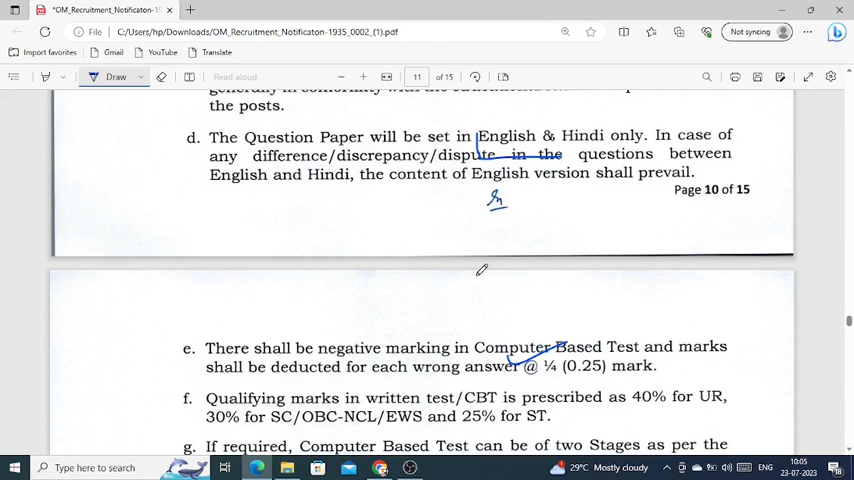 *OM_Recruitment_Notificaton-1935_0002_(1).pdf
File C:/Users/hp/Downloads/OM_Recruitment_Notificaton-1935_0002_(1).pdf
Not syncing
Import favorites Gmail YouTube Translate
Draw Read aloud 11 of 15
the posts.
d. The Question Paper will be set in English & Hindi only. In case of
any difference/discrepancy/dispute in the questions between
English and Hindi, the content of English version shall prevail.
Page 10 of 15
e. There shall be negative marking in Computer Based Test and marks
shall be deducted for each wrong answer @ ¼ (0.25) mark.
f. Qualifying marks in written test/CBT is prescribed as 40% for UR,
30% for SC/OBC-NCL/EWS and 25% for ST.
g. If required, Computer Based Test can be of two Stages as per the
Type here to search 29°C Mostly cloudy ENG 10:05
23-07-2023 18